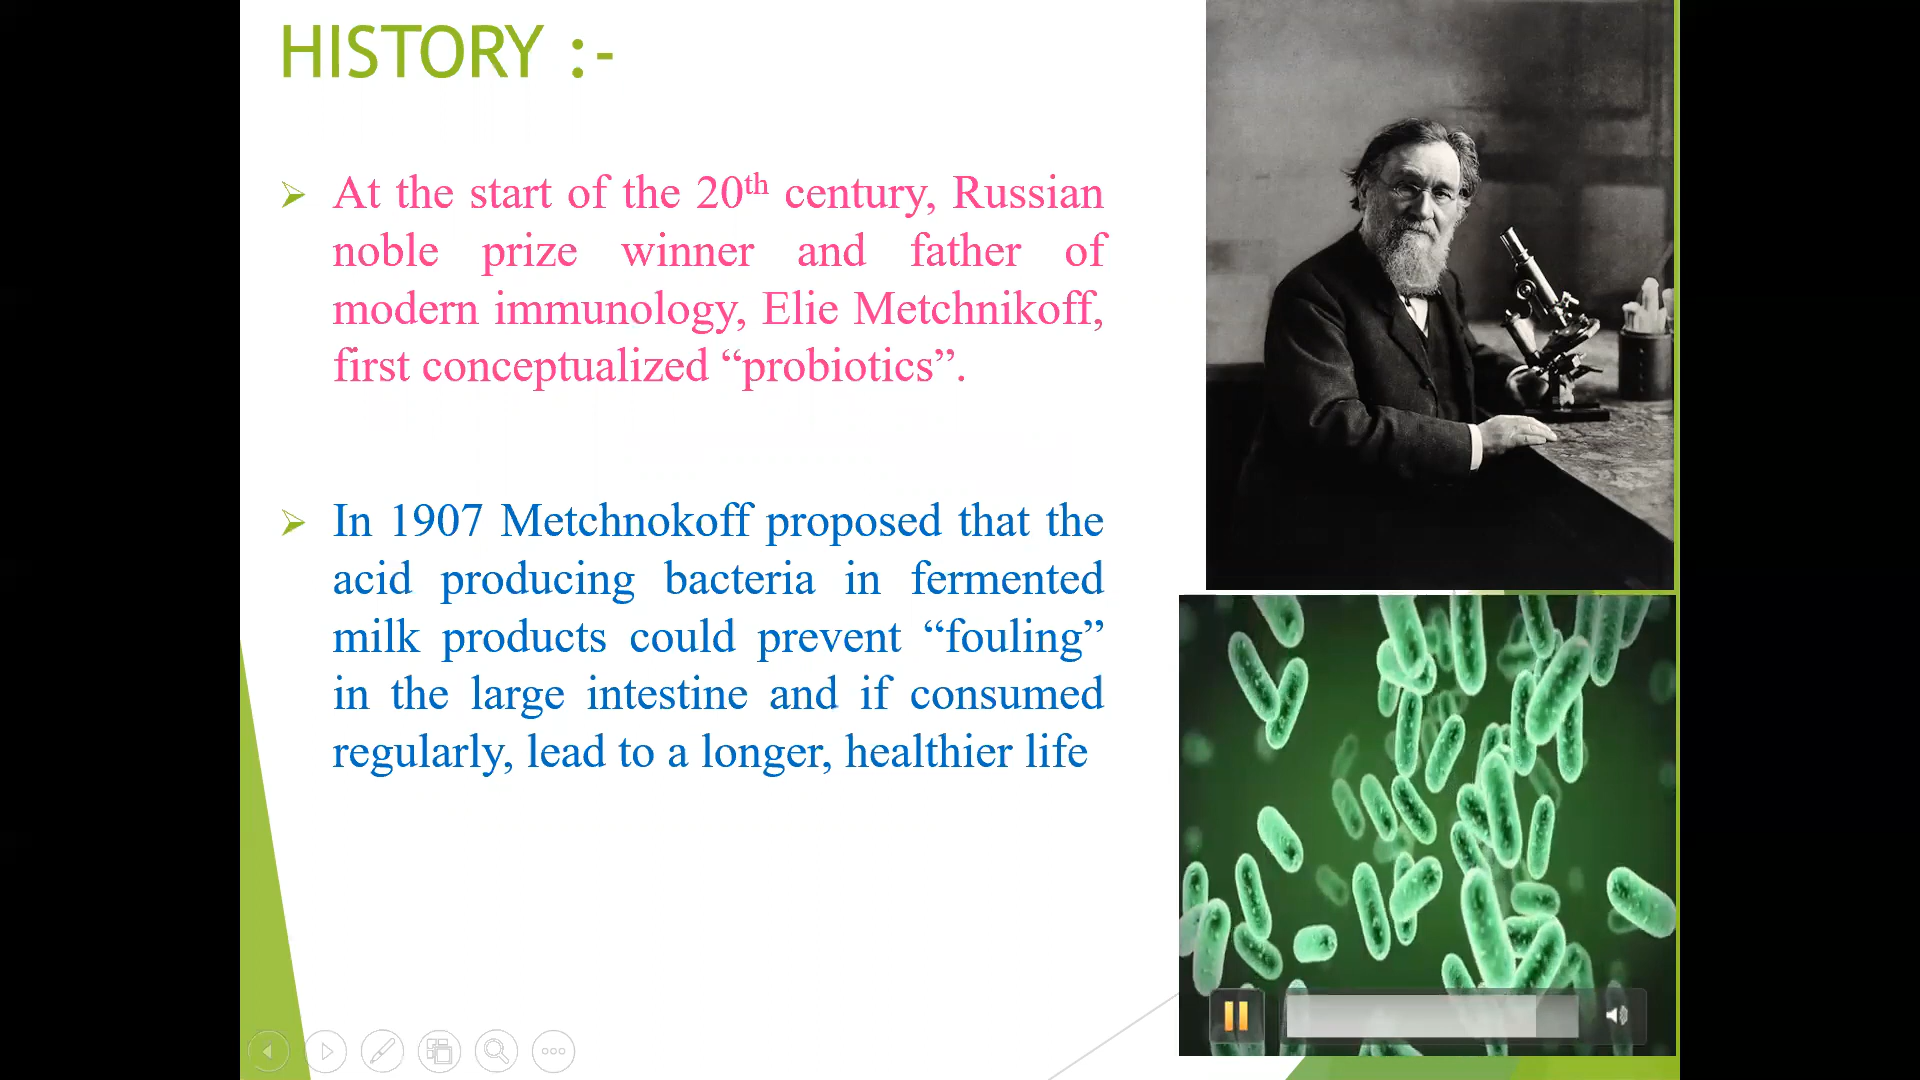 HISTORY :-
At the start of the 20th century, Russian
noble prize winner and father of
modern immunology, Elie Metchnikoff,
first conceptualized “probiotics”.
In 1907 Metchnokoff proposed that the
acid producing bacteria in fermented
milk products could prevent “fouling”
in the large intestine and if consumed
regularly, lead to a longer, healthier life